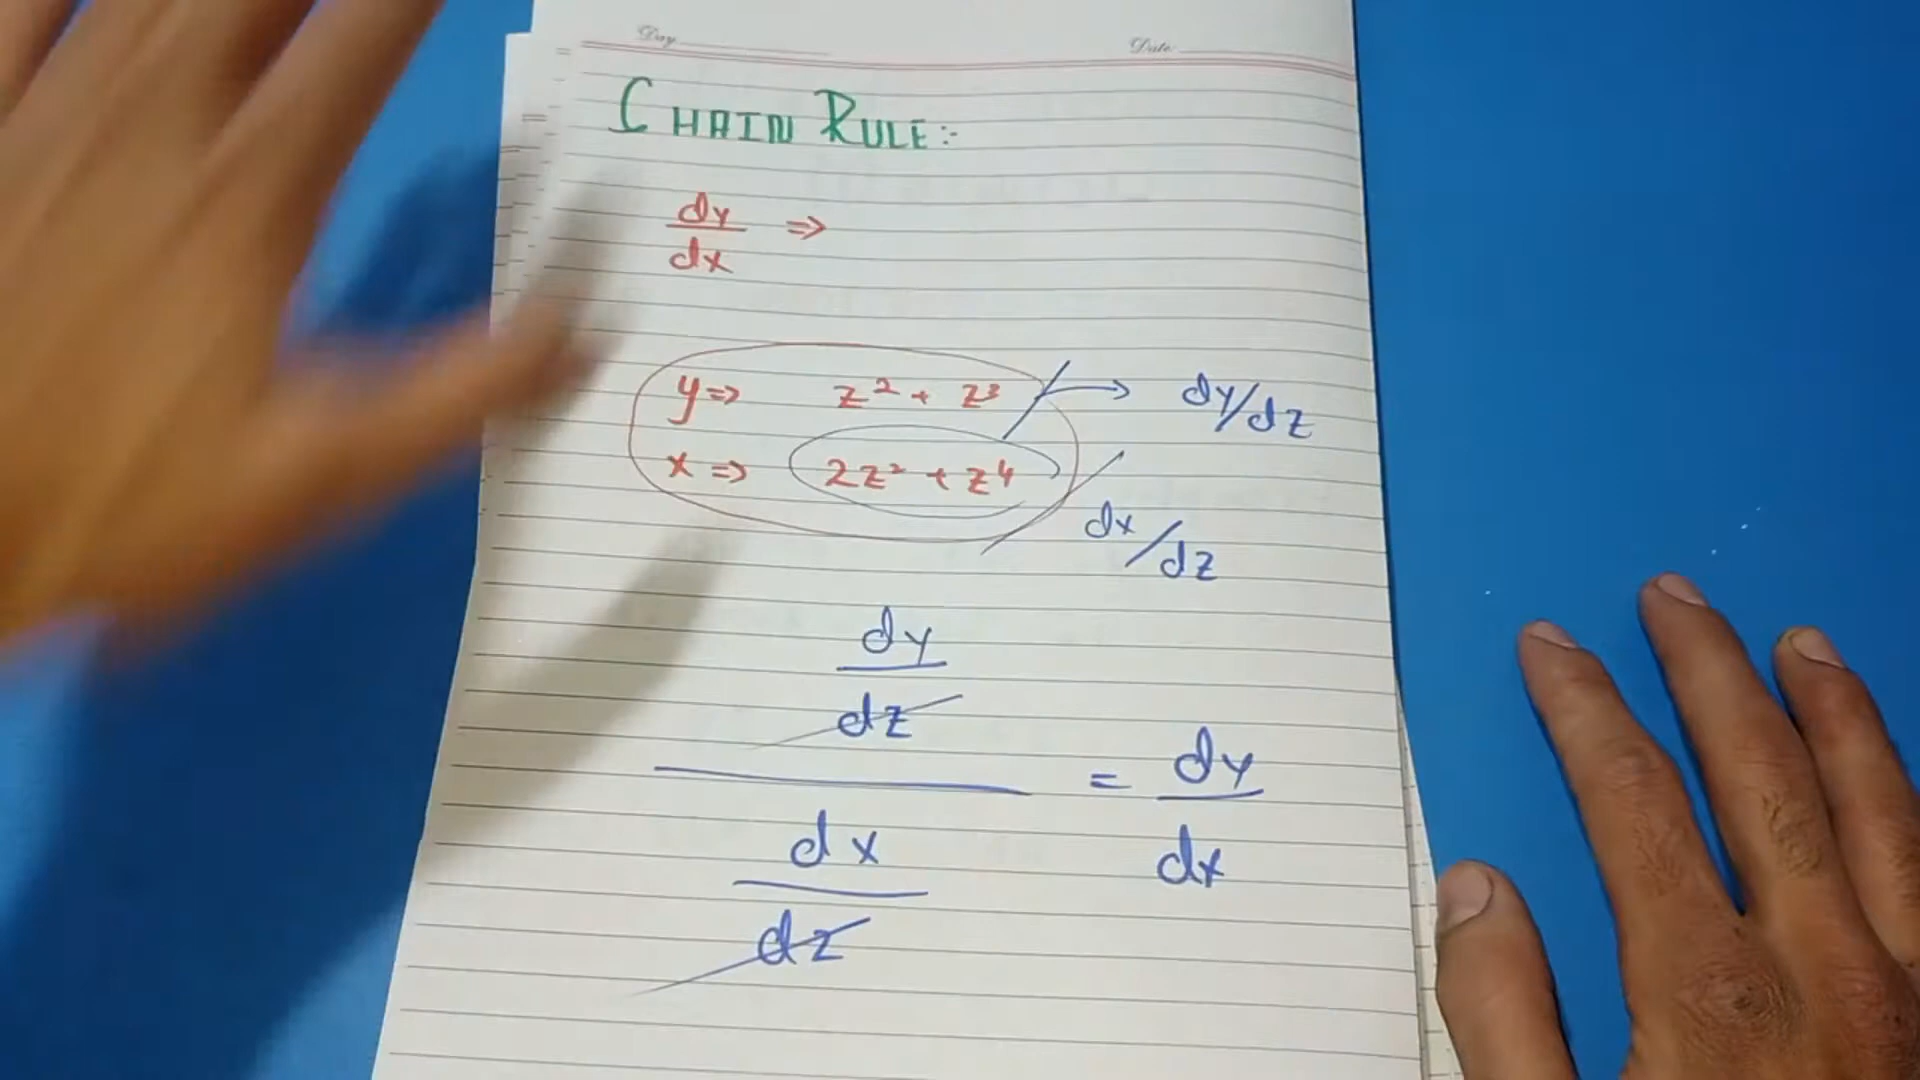 Day
Date
CHAIN RULE:-
dy
dx
⇒
y ⇒ z² + z³
dy/dz
x ⇒ 2z² + z⁴
dx/dz
dy
dz
dx
dz
= dy
dx